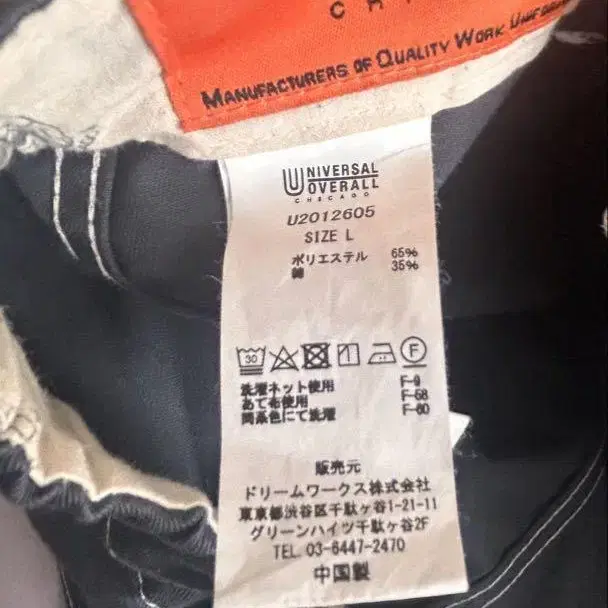 MANUFACTURERS OF QUALITY WORK UNIFOR
UNIVERSAL
OVERALL
CHICAGO
U2012605
SIZE L
ポリエステル 65%
綿 35%
30
F
洗濯ネット使用 F-9
あて布使用 F-58
同系色にて洗濯 F-60
販売元
ドリームワークス株式会社
東京都渋谷区千駄ヶ谷1-21-11
グリーンハイツ千駄ヶ谷2F
TEL. 03-6447-2470
中国製